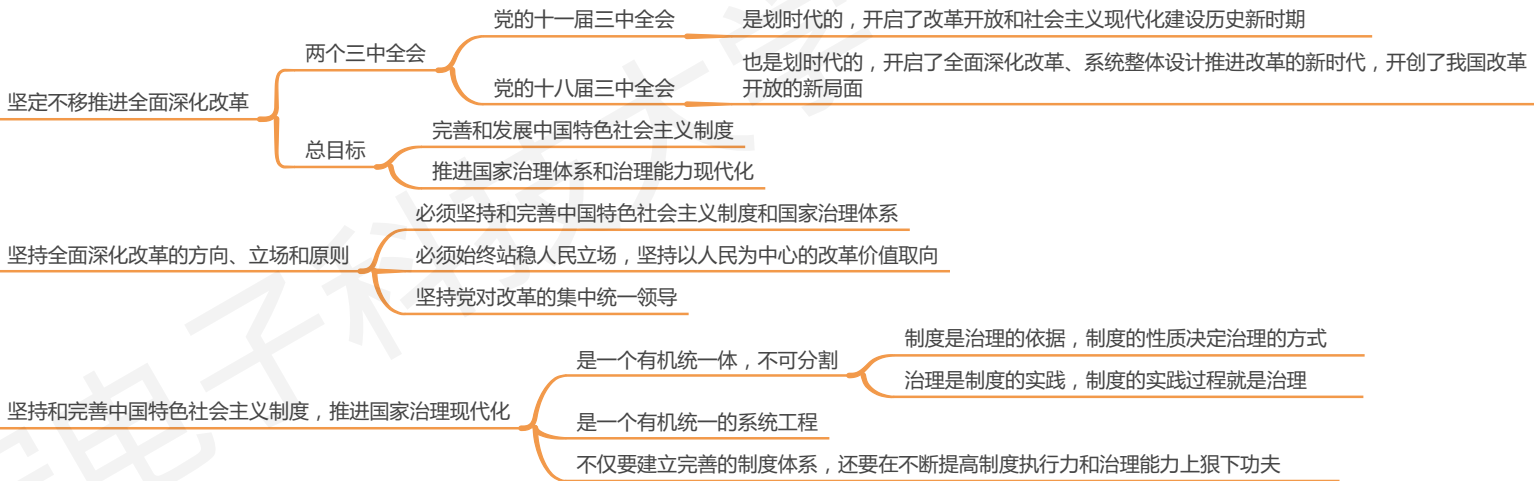 坚定不移推进全面深化改革
两个三中全会
党的十一届三中全会
是划时代的，开启了改革开放和社会主义现代化建设历史新时期
党的十八届三中全会
也是划时代的，开启了全面深化改革、系统整体设计推进改革的新时代，开创了我国改革
开放的新局面
总目标
完善和发展中国特色社会主义制度
推进国家治理体系和治理能力现代化
坚持全面深化改革的方向、立场和原则
必须坚持和完善中国特色社会主义制度和国家治理体系
必须始终站稳人民立场，坚持以人民为中心的改革价值取向
坚持党对改革的集中统一领导
坚持和完善中国特色社会主义制度，推进国家治理现代化
是一个有机统一体，不可分割
制度是治理的依据，制度的性质决定治理的方式
治理是制度的实践，制度的实践过程就是治理
是一个有机统一的系统工程
不仅要建立完善的制度体系，还要在不断提高制度执行力和治理能力上狠下功夫
电子科技大学